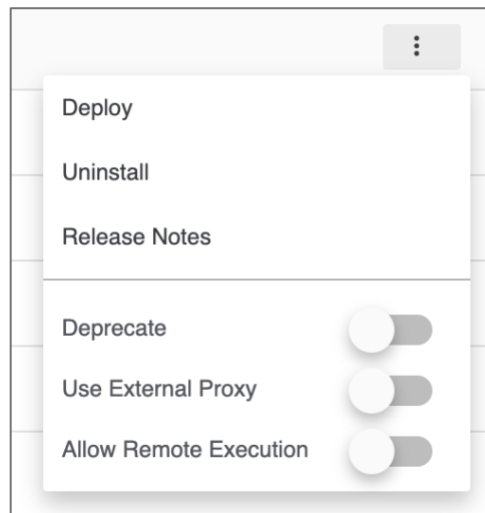 Deploy
Uninstall
Release Notes
Deprecate
Use External Proxy
Allow Remote Execution